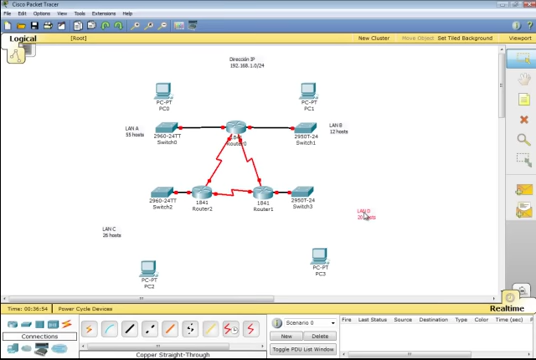 Cisco Packet Tracer
File Edit Options View Tools Extensions Help
Logical [Root] New Cluster Move Object Set Tiled Background Viewport
Dirección IP
192.168.1.0/24
PC-PT
PC0
PC-PT
PC1
LAN A
55 hosts
2960-24TT
Switch0
Router0
2950T-24
Switch1
LAN B
12 hosts
2960-24TT
Switch2
1841
Router2
1841
Router1
2950T-24
Switch3
LAN C
26 hosts
LAN D
hosts
PC-PT
PC2
PC-PT
PC3
Time: 00:36:54 Power Cycle Devices Realtime
Connections
Copper Straight-Through
Scenario 0
New Delete
Toggle PDU List Window
Fire Last Status Source Destination Type Color Time (sec)